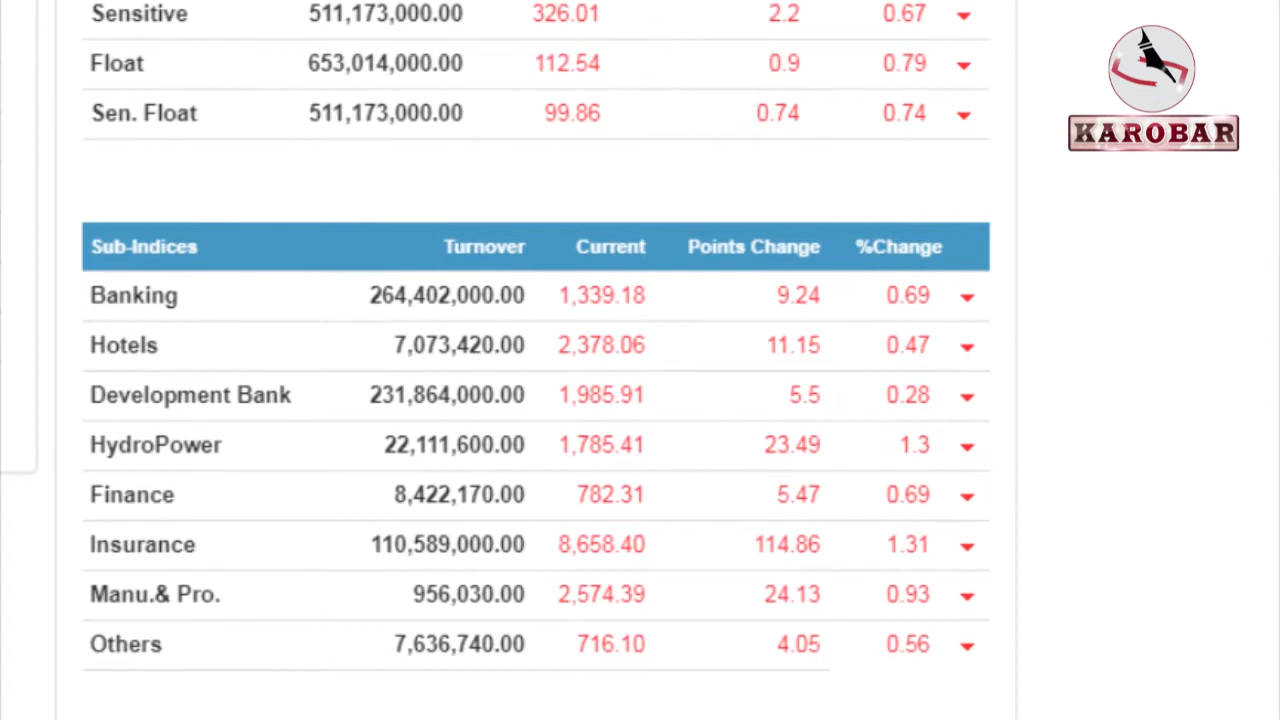 Sensitive 511,173,000.00 326.01 2.2 0.67
Float 653,014,000.00 112.54 0.9 0.79
Sen. Float 511,173,000.00 99.86 0.74 0.74
KAROBAR
Sub-Indices Turnover Current Points Change %Change
Banking 264,402,000.00 1,339.18 9.24 0.69
Hotels 7,073,420.00 2,378.06 11.15 0.47
Development Bank 231,864,000.00 1,985.91 5.5 0.28
HydroPower 22,111,600.00 1,785.41 23.49 1.3
Finance 8,422,170.00 782.31 5.47 0.69
Insurance 110,589,000.00 8,658.40 114.86 1.31
Manu.& Pro. 956,030.00 2,574.39 24.13 0.93
Others 7,636,740.00 716.10 4.05 0.56